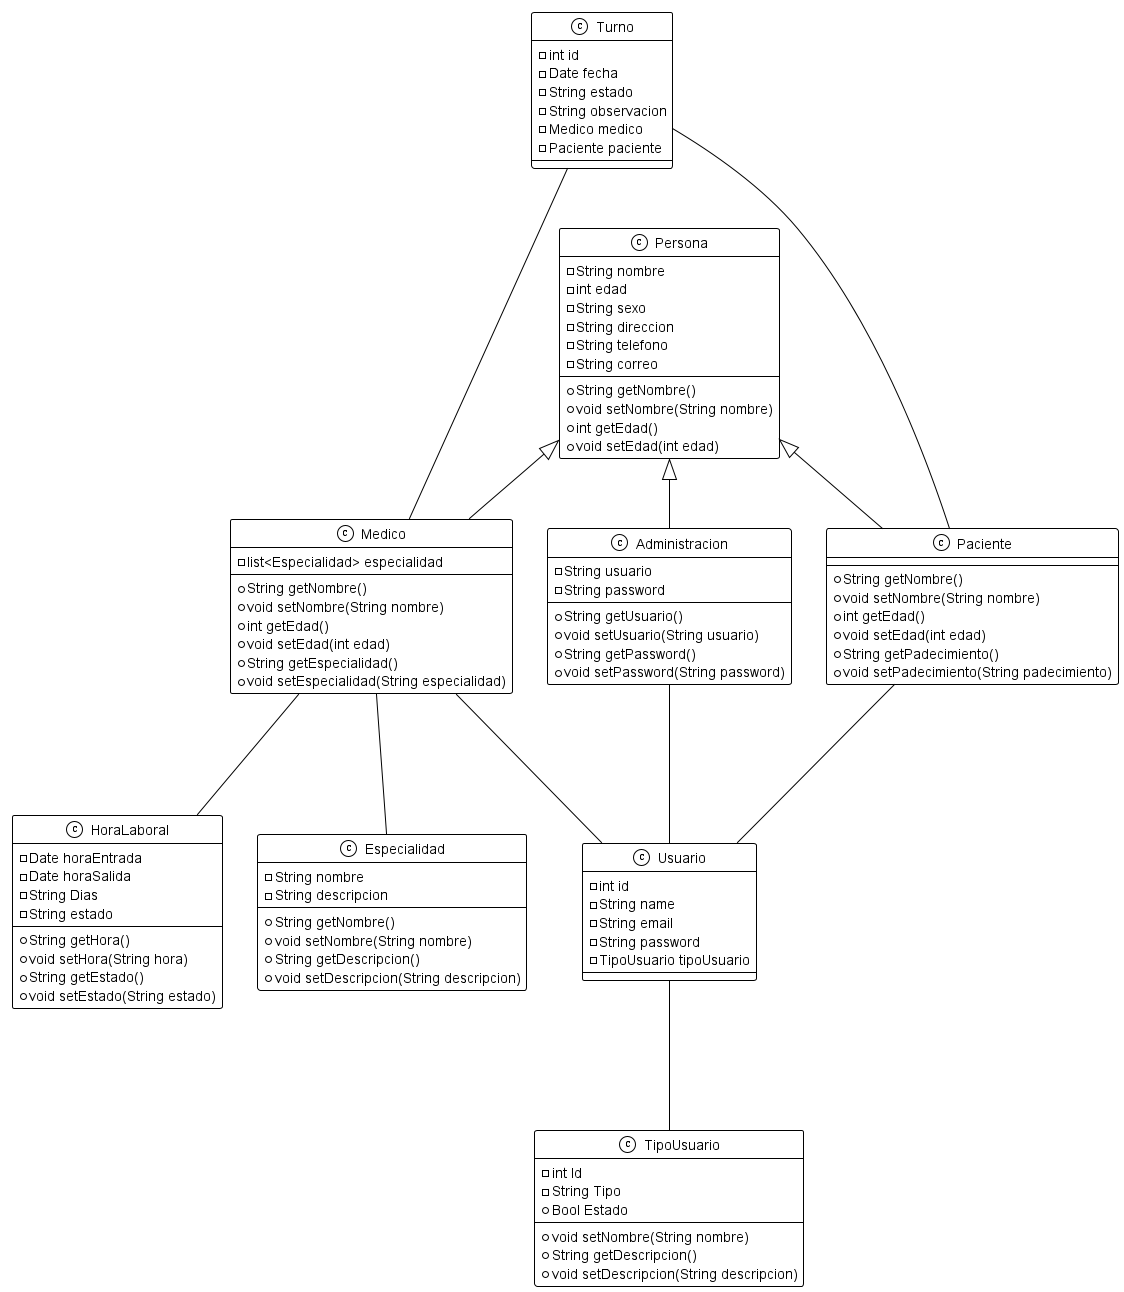 C Turno
int id
Date fecha
String estado
String observacion
Medico medico
Paciente paciente
C Persona
String nombre
int edad
String sexo
String direccion
String telefono
String correo
String getNombre()
void setNombre(String nombre)
int getEdad()
void setEdad(int edad)
C Medico
list<Especialidad> especialidad
String getNombre()
void setNombre(String nombre)
int getEdad()
void setEdad(int edad)
String getEspecialidad()
void setEspecialidad(String especialidad)
C Administracion
String usuario
String password
String getUsuario()
void setUsuario(String usuario)
String getPassword()
void setPassword(String password)
C Paciente
String getNombre()
void setNombre(String nombre)
int getEdad()
void setEdad(int edad)
String getPadecimiento()
void setPadecimiento(String padecimiento)
C HoraLaboral
Date horaEntrada
Date horaSalida
String Dias
String estado
String getHora()
void setHora(String hora)
String getEstado()
void setEstado(String estado)
C Especialidad
String nombre
String descripcion
String getNombre()
void setNombre(String nombre)
String getDescripcion()
void setDescripcion(String descripcion)
C Usuario
int id
String name
String email
String password
TipoUsuario tipoUsuario
C TipoUsuario
int Id
String Tipo
Bool Estado
void setNombre(String nombre)
String getDescripcion()
void setDescripcion(String descripcion)